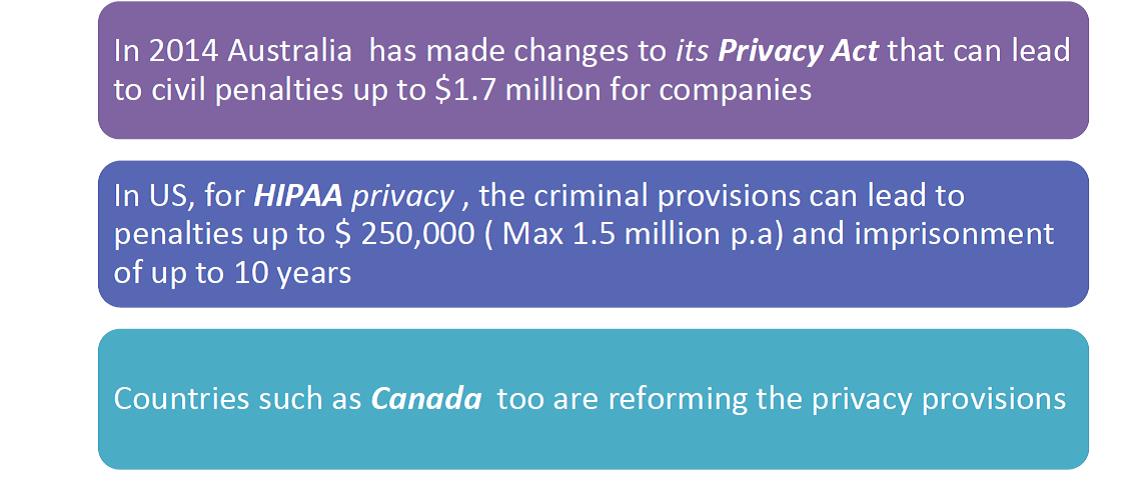 In 2014 Australia  has made changes to its Privacy Act that can lead
to civil penalties up to $1.7 million for companies
In US, for HIPAA privacy , the criminal provisions can lead to
penalties up to $ 250,000 ( Max 1.5 million p.a) and imprisonment
of up to 10 years
Countries such as Canada  too are reforming the privacy provisions